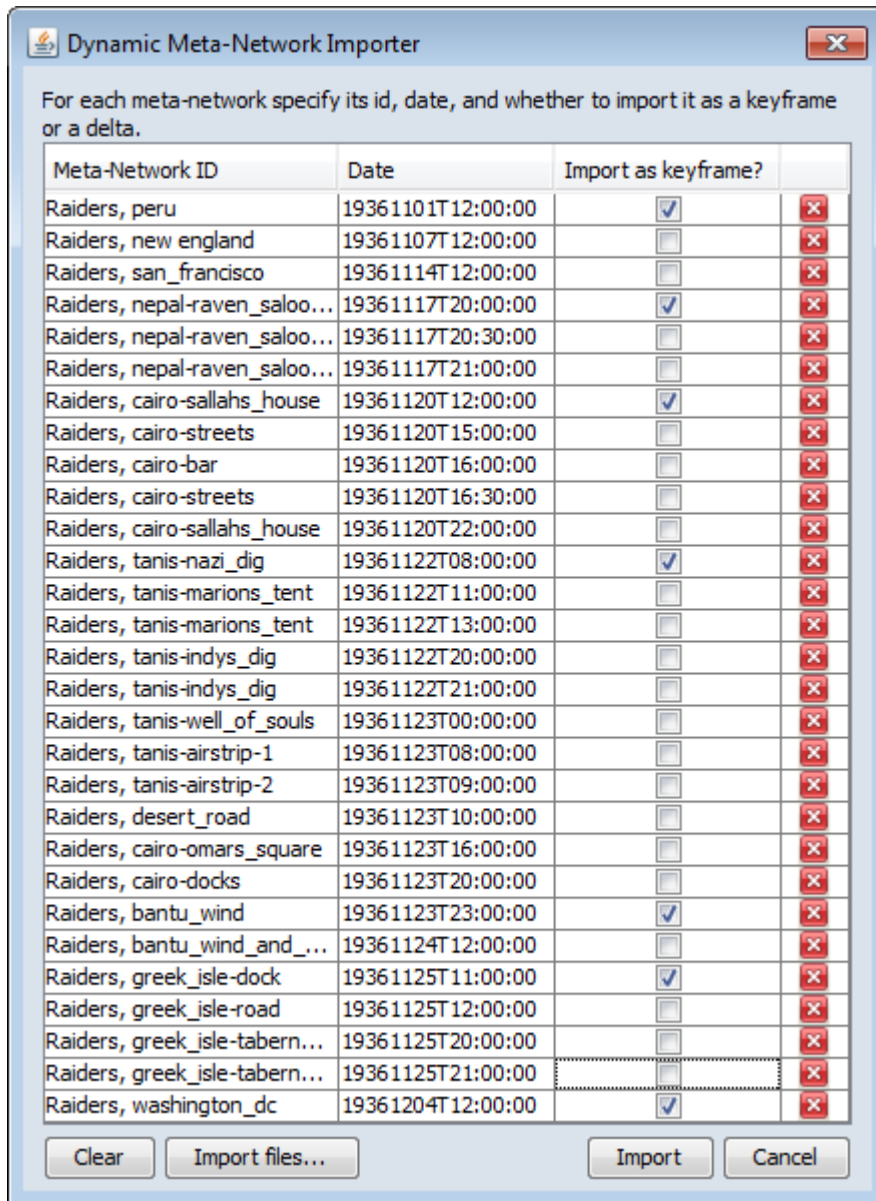 Dynamic Meta-Network Importer
For each meta-network specify its id, date, and whether to import it as a keyframe
or a delta.
Meta-Network ID Date Import as keyframe?
Raiders, peru 19361101T12:00:00
Raiders, new england 19361107T12:00:00
Raiders, san_francisco 19361114T12:00:00
Raiders, nepal-raven_saloo... 19361117T20:00:00
Raiders, nepal-raven_saloo... 19361117T20:30:00
Raiders, nepal-raven_saloo... 19361117T21:00:00
Raiders, cairo-sallahs_house 19361120T12:00:00
Raiders, cairo-streets 19361120T15:00:00
Raiders, cairo-bar 19361120T16:00:00
Raiders, cairo-streets 19361120T16:30:00
Raiders, cairo-sallahs_house 19361120T22:00:00
Raiders, tanis-nazi_dig 19361122T08:00:00
Raiders, tanis-marions_tent 19361122T11:00:00
Raiders, tanis-marions_tent 19361122T13:00:00
Raiders, tanis-indys_dig 19361122T20:00:00
Raiders, tanis-indys_dig 19361122T21:00:00
Raiders, tanis-well_of_souls 19361123T00:00:00
Raiders, tanis-airstrip-1 19361123T08:00:00
Raiders, tanis-airstrip-2 19361123T09:00:00
Raiders, desert_road 19361123T10:00:00
Raiders, cairo-omars_square 19361123T16:00:00
Raiders, cairo-docks 19361123T20:00:00
Raiders, bantu_wind 19361123T23:00:00
Raiders, bantu_wind_and_... 19361124T12:00:00
Raiders, greek_isle-dock 19361125T11:00:00
Raiders, greek_isle-road 19361125T12:00:00
Raiders, greek_isle-tabern... 19361125T20:00:00
Raiders, greek_isle-tabern... 19361125T21:00:00
Raiders, washington_dc 19361204T12:00:00
Clear Import files... Import Cancel